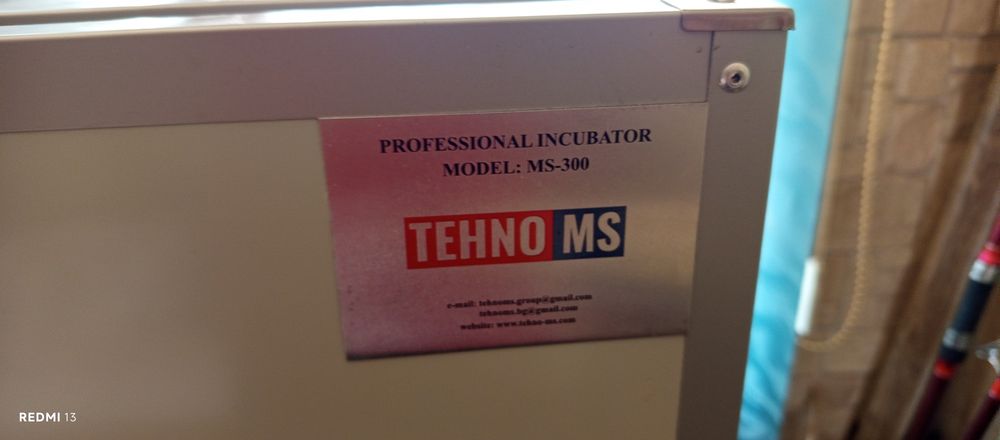 PROFESSIONAL INCUBATOR
MODEL: MS-300
TEHNO MS
e-mail: tehnoms.group@gmail.com
tehnoms.bg@gmail.com
website: www.tehno-ms.com
REDMI 13